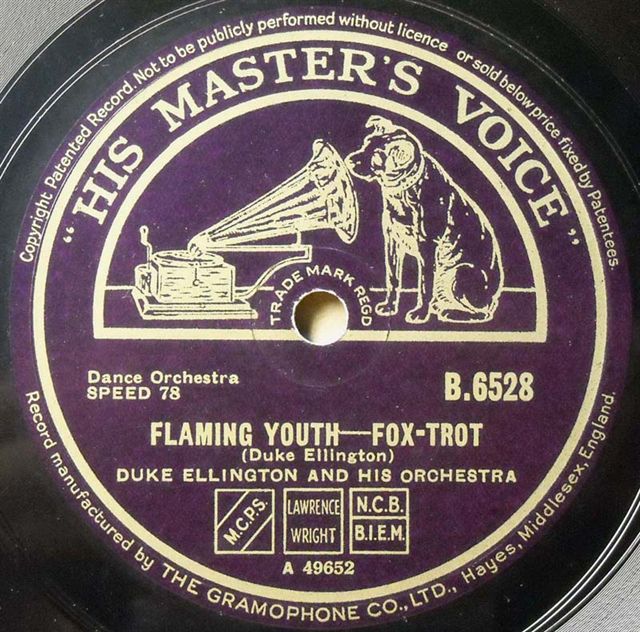 Copyright Patented Record. Not to be publicly performed without licence or sold below price fixed by Patentees.
"HIS MASTER'S VOICE"
TRADE MARK REGD
Dance Orchestra
SPEED 78
B.6528
FLAMING YOUTH—FOX-TROT
(Duke Ellington)
DUKE ELLINGTON AND HIS ORCHESTRA
M.C.P.S.
LAWRENCE
WRIGHT
N.C.B.
B.I.E.M.
A 49652
Record manufactured by THE GRAMOPHONE CO., LTD., Hayes, Middlesex, England.